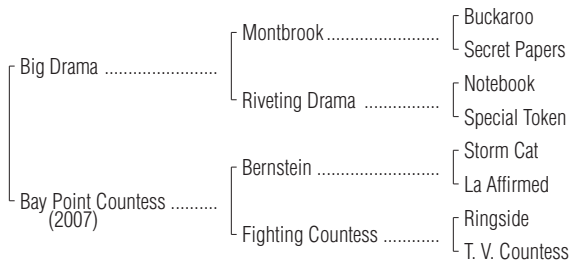 Buckaroo
Montbrook........................
Secret Papers
Big Drama ........................
Notebook
Riveting Drama ................
Special Token
Storm Cat
Bernstein ..........................
La Affirmed
Bay Point Countess ..........
(2007)
Ringside
Fighting Countess ............
T. V. Countess